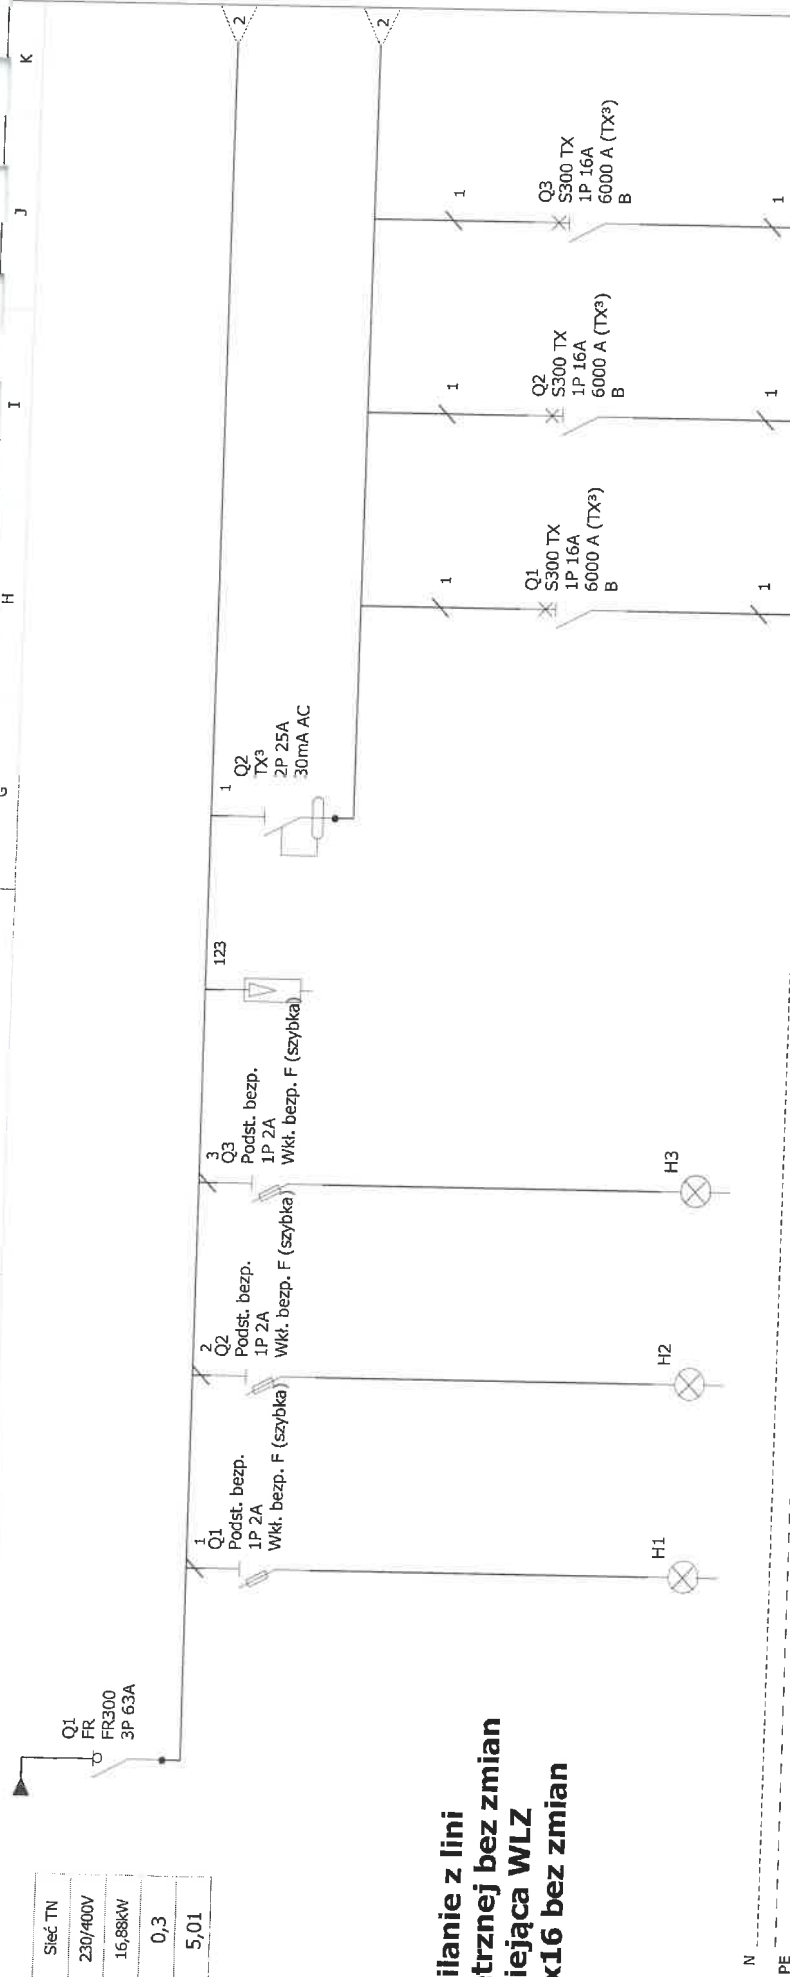 G
H
I
J
K
Sieć TN
230/400V
16,88kW
0,3
5,01
Q1
FR
FR300
3P 63A
1
Q1
Podst. bezp.
1P 2A
Wkł. bezp. F (szybka)
2
Q2
Podst. bezp.
1P 2A
Wkł. bezp. F (szybka)
3
Q3
Podst. bezp.
1P 2A
Wkł. bezp. F (szybka)
123
1
Q2
TX³
2P 25A
30mA AC
2
2
H1
H2
H3
1
Q1
S300 TX
1P 16A
6000 A (TX³)
B
1
1
Q2
S300 TX
1P 16A
6000 A (TX³)
B
1
1
Q3
S300 TX
1P 16A
6000 A (TX³)
B
1
ilanie z lini
trznej bez zmian
iejąca WLZ
x16 bez zmian
N
PE